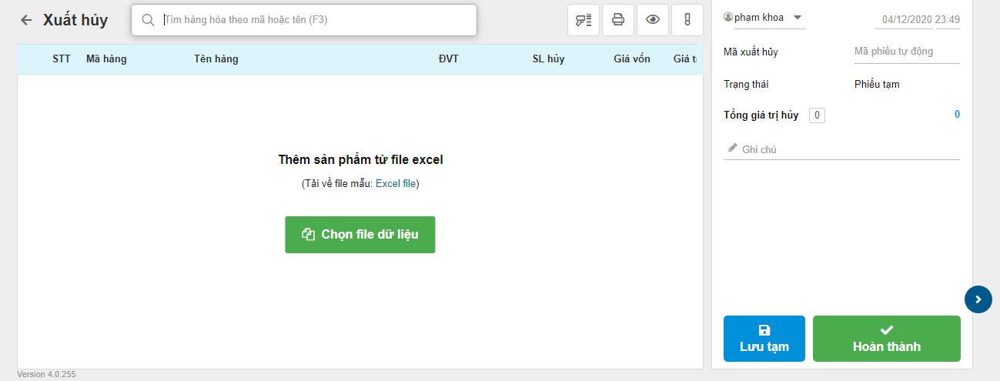 Xuất hủy
Tìm hàng hóa theo mã hoặc tên (F3)
STT Mã hàng Tên hàng ĐVT SL hủy Giá vốn Giá tr
Thêm sản phẩm từ file excel
(Tải về file mẫu: Excel file)
Chọn file dữ liệu
Version 4.0.255
phạm khoa 04/12/2020 23:49
Mã xuất hủy Mã phiếu tự động
Trạng thái Phiếu tạm
Tổng giá trị hủy 0 0
Ghi chú
Lưu tạm Hoàn thành